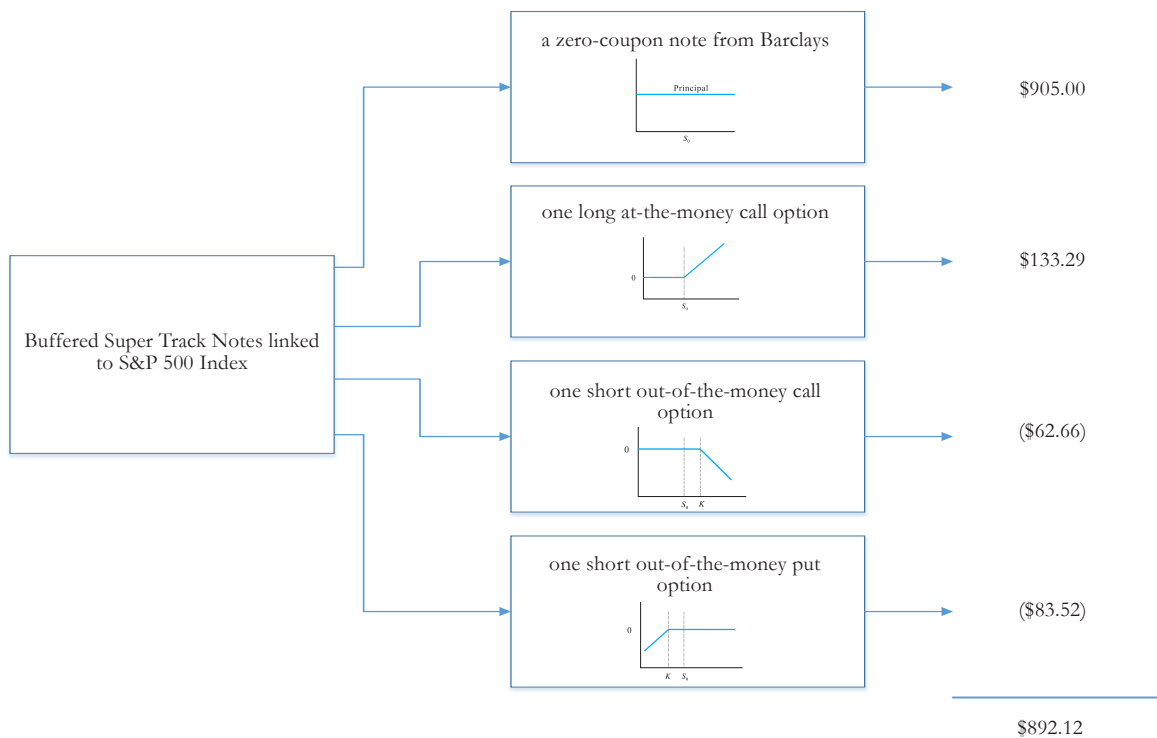 a zero-coupon note from Barclays
Principal
S₀
$905.00
one long at-the-money call option
0
S₀
$133.29
Buffered Super Track Notes linked
to S&P 500 Index
one short out-of-the-money call
option
0
S₀ K
($62.66)
one short out-of-the-money put
option
0
K S₀
($83.52)
$892.12